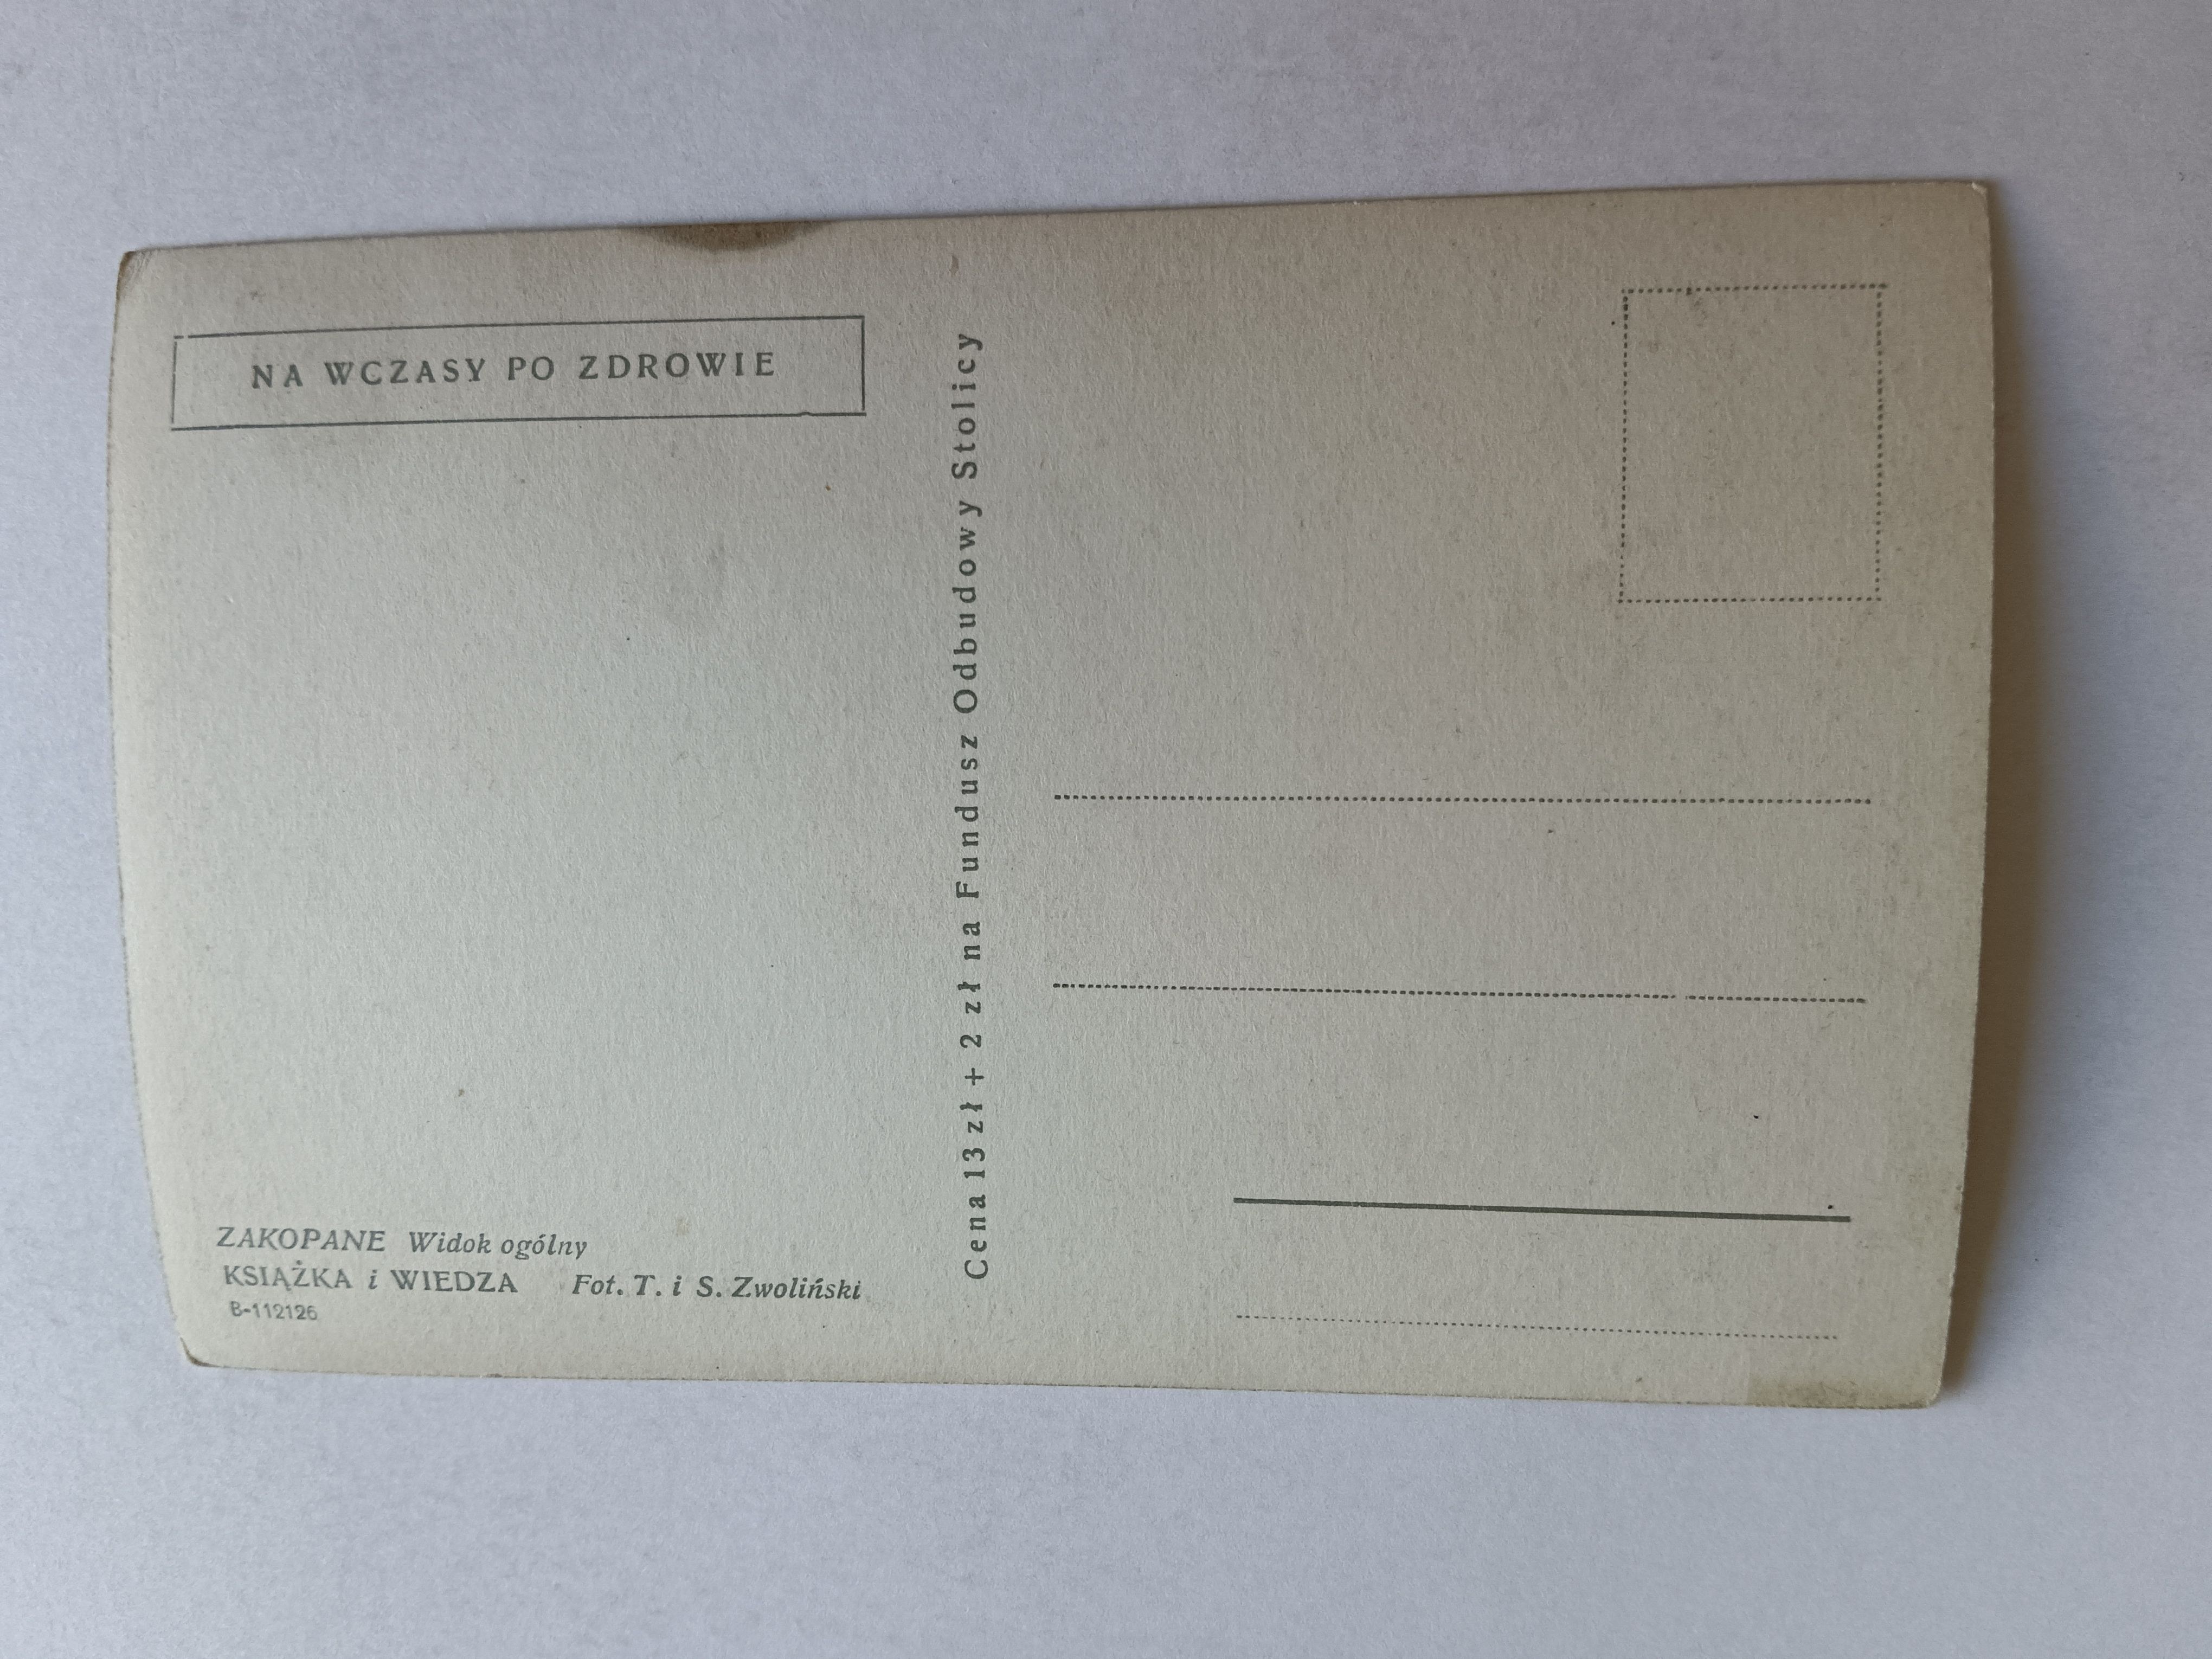 NA WCZASY PO ZDROWIE
ZAKOPANE Widok ogólny
KSIĄŻKA i WIEDZA Fot. T. i S. Zwoliński
B-112126
Cena 13 zł + 2 zł na Fundusz Odbudowy Stolicy